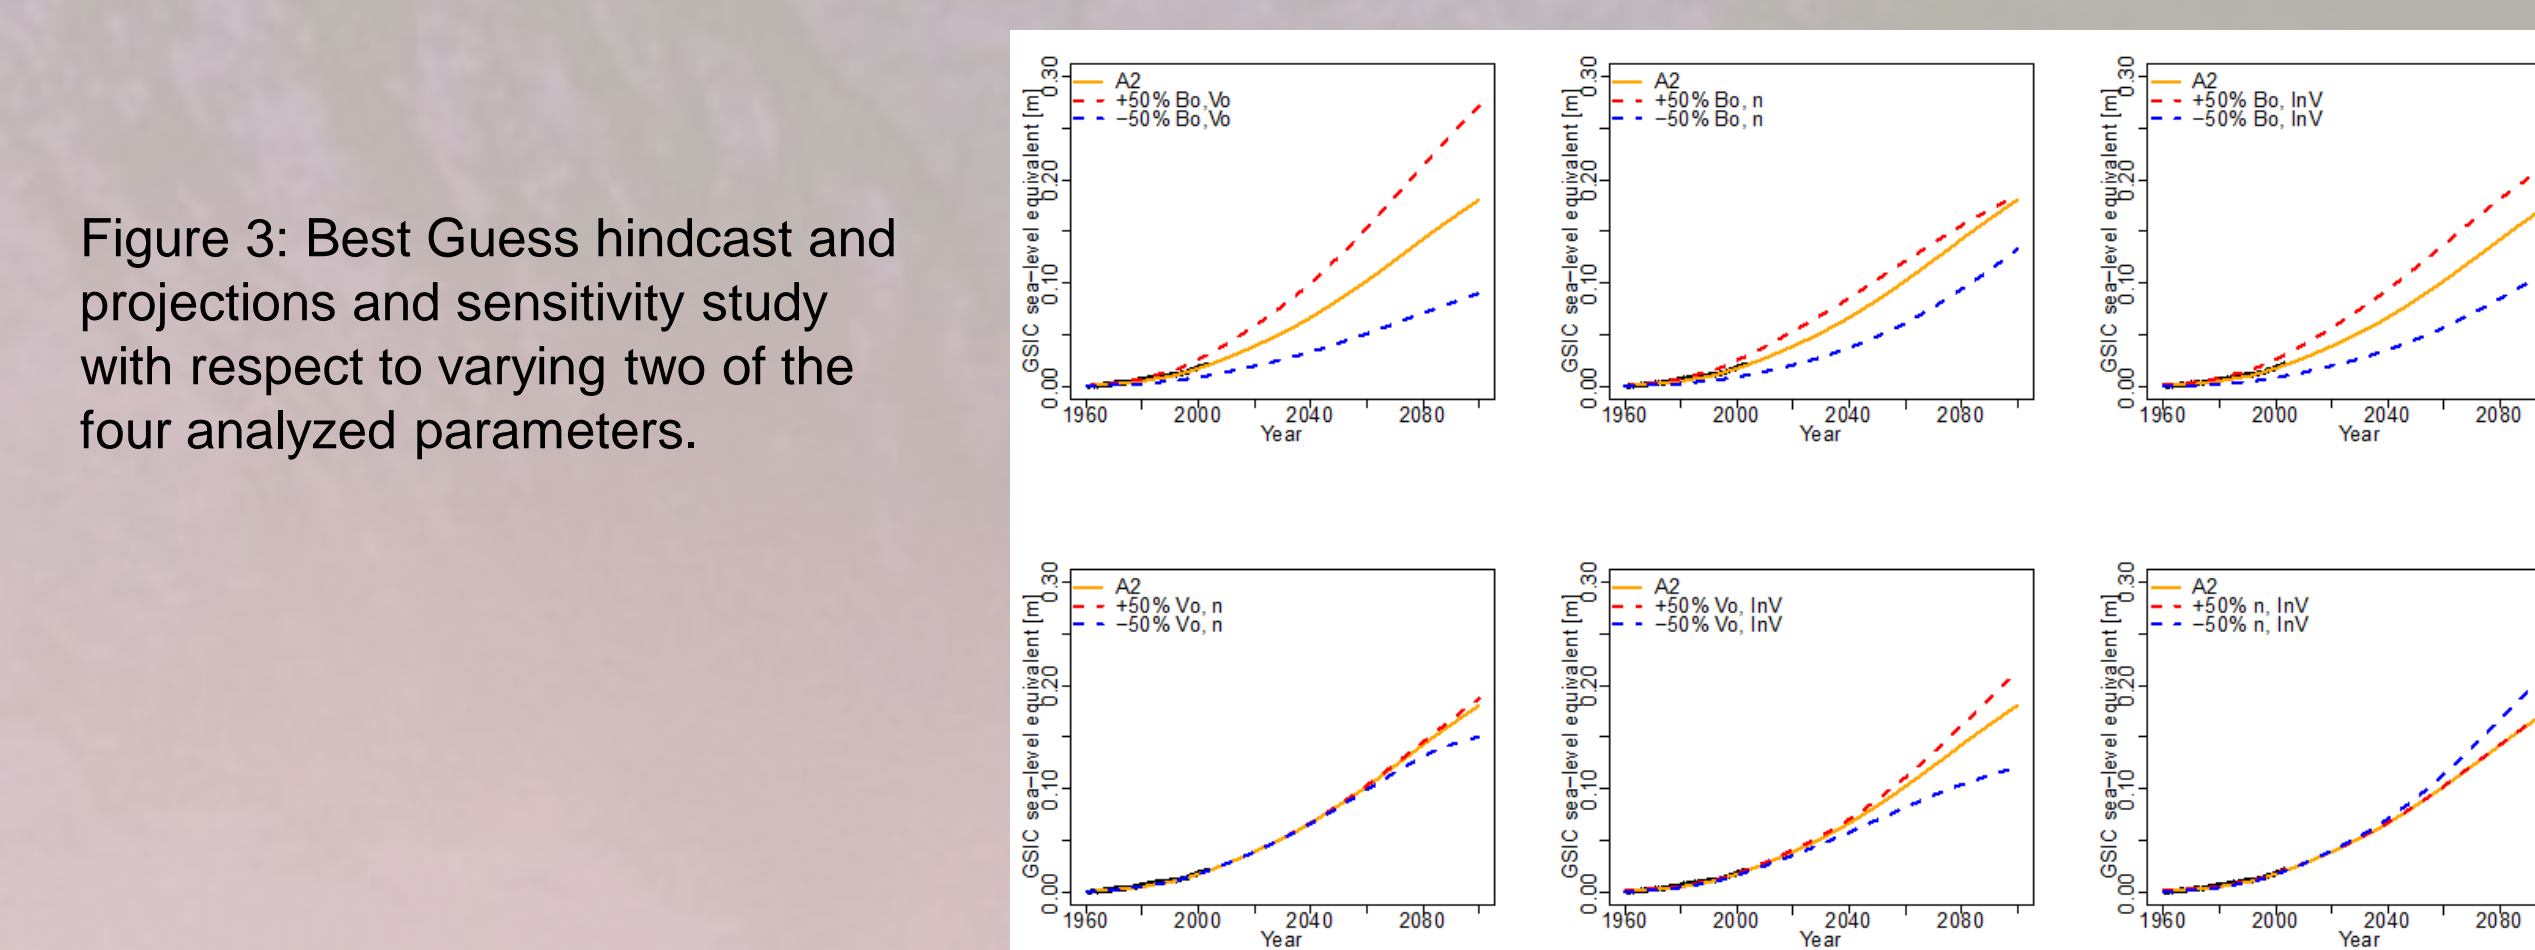 Figure 3: Best Guess hindcast and
projections and sensitivity study
with respect to varying two of the
four analyzed parameters.
A2
+50% Bo,Vo
−50% Bo,Vo
GSIC sea−level equivalent [m]
0.00 0.10 0.20 0.30
1960 2000 2040 2080
Year
A2
+50% Bo, n
−50% Bo, n
GSIC sea−level equivalent [m]
0.00 0.10 0.20 0.30
1960 2000 2040 2080
Year
A2
+50% Bo, InV
−50% Bo, InV
GSIC sea−level equivalent [m]
0.00 0.10 0.20 0.30
1960 2000 2040 2080
Year
A2
+50% Vo, n
−50% Vo, n
GSIC sea−level equivalent [m]
0.00 0.10 0.20 0.30
1960 2000 2040 2080
Year
A2
+50% Vo, InV
−50% Vo, InV
GSIC sea−level equivalent [m]
0.00 0.10 0.20 0.30
1960 2000 2040 2080
Year
A2
+50% n, InV
−50% n, InV
GSIC sea−level equivalent [m]
0.00 0.10 0.20 0.30
1960 2000 2040 2080
Year